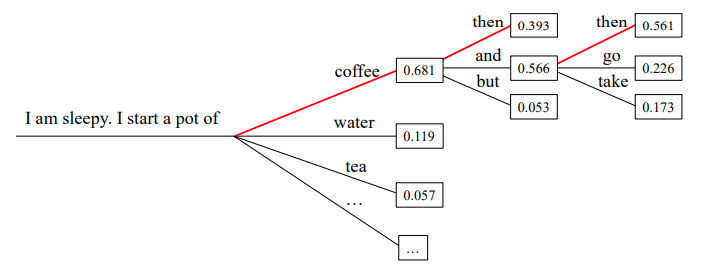 then 0.393 then 0.561
and 0.566 go 0.226
coffee 0.681
but 0.053 take 0.173
I am sleepy. I start a pot of
water 0.119
tea 0.057
...
...